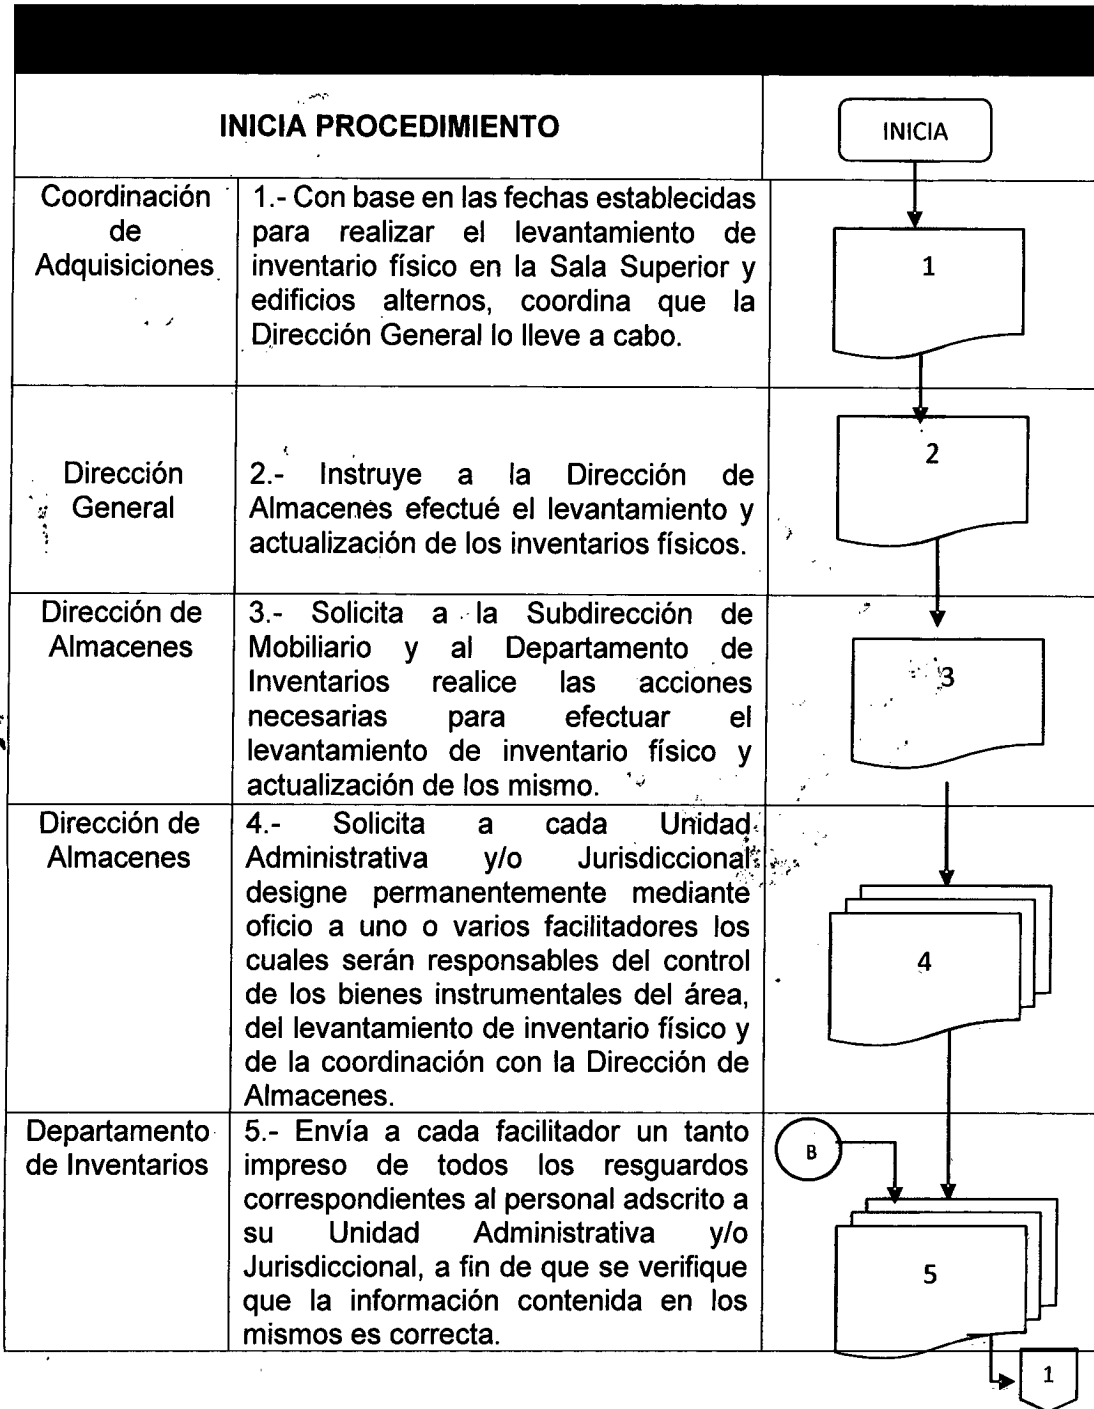 INICIA PROCEDIMIENTO
INICIA
Coordinación
de
Adquisiciones
1.- Con base en las fechas establecidas
para realizar el levantamiento de
inventario físico en la Sala Superior y
edificios alternos, coordina que la
Dirección General lo lleve a cabo.
1
Dirección
General
2.- Instruye a la Dirección de
Almacenes efectué el levantamiento y
actualización de los inventarios físicos.
2
Dirección de
Almacenes
3.- Solicita a la Subdirección de
Mobiliario y al Departamento de
Inventarios realice las acciones
necesarias para efectuar el
levantamiento de inventario físico y
actualización de los mismo.
3
Dirección de
Almacenes
4.- Solicita a cada Unidad
Administrativa y/o Jurisdiccional
designe permanentemente mediante
oficio a uno o varios facilitadores los
cuales serán responsables del control
de los bienes instrumentales del área,
del levantamiento de inventario físico y
de la coordinación con la Dirección de
Almacenes.
4
Departamento
de Inventarios
5.- Envía a cada facilitador un tanto
impreso de todos los resguardos
correspondientes al personal adscrito a
su Unidad Administrativa y/o
Jurisdiccional, a fin de que se verifique
que la información contenida en los
mismos es correcta.
B
5
1